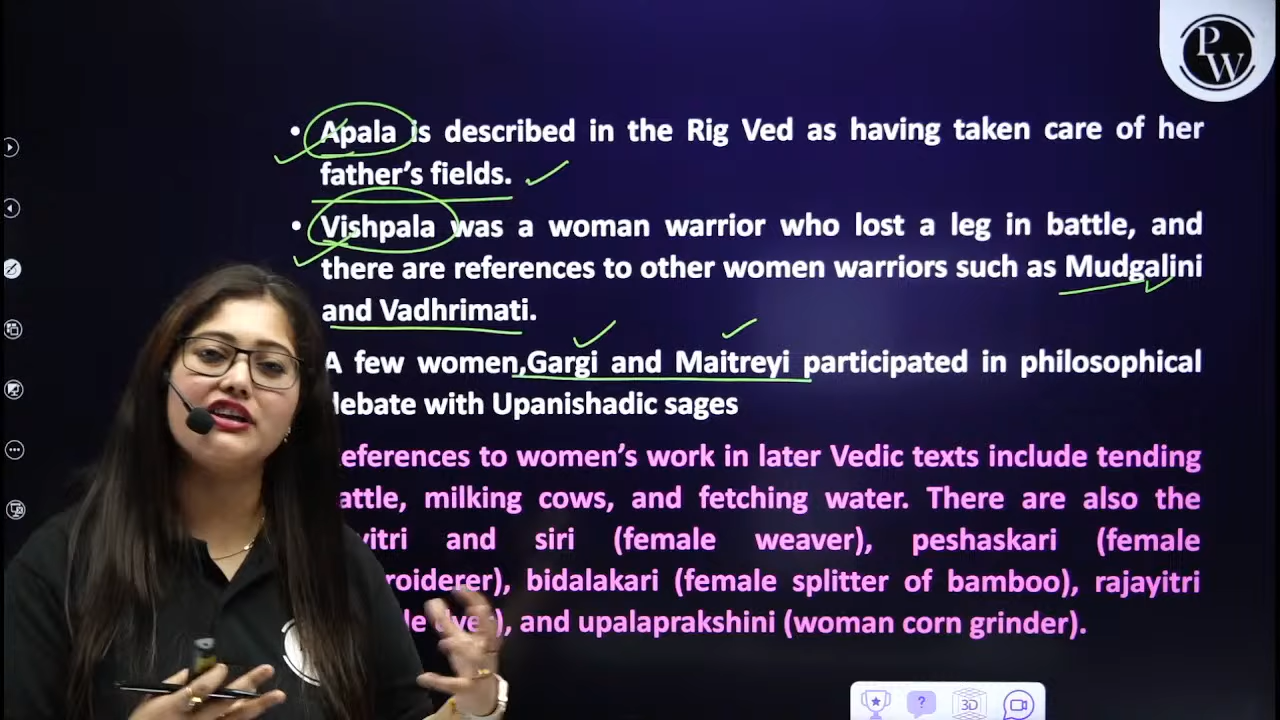 P
W
• Apala is described in the Rig Ved as having taken care of her
father's fields.
• Vishpala was a woman warrior who lost a leg in battle, and
there are references to other women warriors such as Mudgalini
and Vadhrimati.
A few women,Gargi and Maitreyi participated in philosophical
debate with Upanishadic sages
eferences to women's work in later Vedic texts include tending
attle, milking cows, and fetching water. There are also the
vitri and siri (female weaver), peshaskari (female
roiderer), bidalakari (female splitter of bamboo), rajayitri
le dyer), and upalaprakshini (woman corn grinder).
? 3D